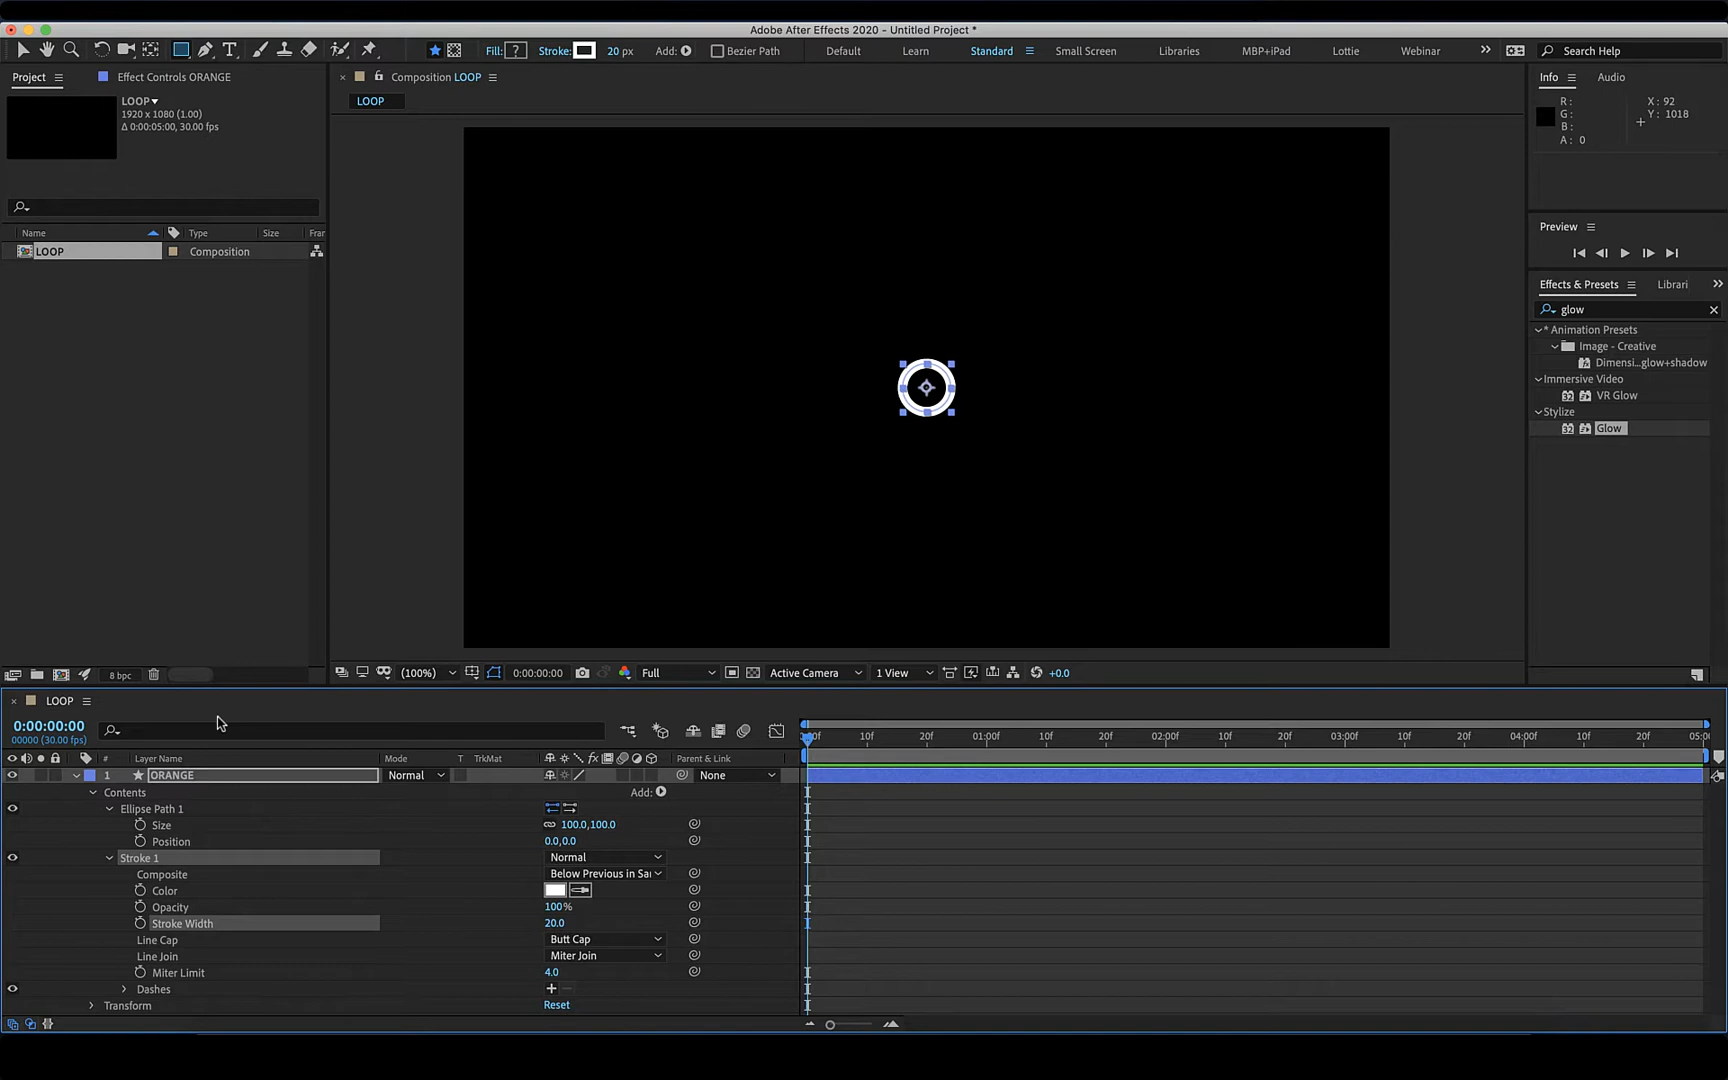 Adobe After Effects 2020 - Untitled Project *
Fill: ? Stroke: 20 px Add: Bezier Path Default Learn Standard Small Screen Libraries MBP+iPad Lottie Webinar Search Help
Project Effect Controls ORANGE
LOOP
1920 x 1080 (1.00)
Δ 0:00:05:00, 30.00 fps
Name Type Size Frar
LOOP Composition
8 bpc
Composition LOOP
LOOP
(100%) 0:00:00:00 Full Active Camera 1 View +0.0
Info Audio
R: X: 92
G: Y: 1018
B:
A: 0
Preview
Effects & Presets Librari
glow
* Animation Presets
Image - Creative
Dimensi...glow+shadow
Immersive Video
32 VR Glow
Stylize
32 Glow
LOOP
0:00:00:00
00000 (30.00 fps)
10f 20f 01:00f 10f 20f 02:00f 10f 20f 03:00f 10f 20f 04:00f 10f 20f
# Layer Name Mode T TrkMat fx Parent & Link
1 ORANGE Normal None
Contents Add:
Ellipse Path 1
Size 100.0,100.0
Position 0.0,0.0
Stroke 1 Normal
Composite Below Previous in Sai
Color
Opacity 100%
Stroke Width 20.0
Line Cap Butt Cap
Line Join Miter Join
Miter Limit 4.0
Dashes
Transform Reset